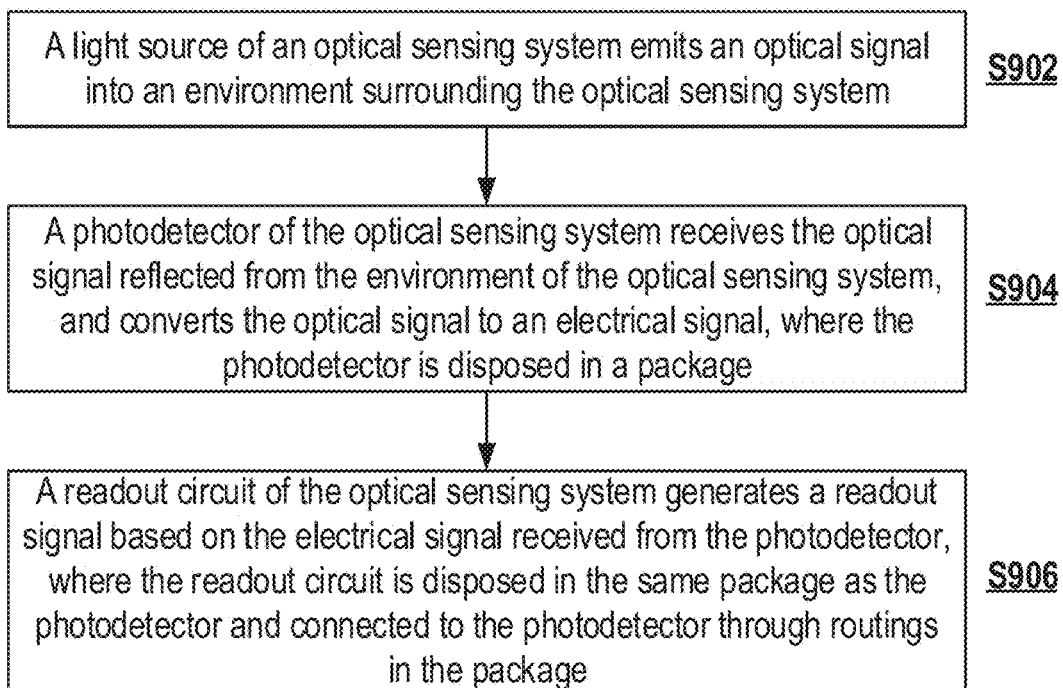 A light source of an optical sensing system emits an optical signal
into an environment surrounding the optical sensing system
S902
A photodetector of the optical sensing system receives the optical
signal reflected from the environment of the optical sensing system,
and converts the optical signal to an electrical signal, where the
photodetector is disposed in a package
S904
A readout circuit of the optical sensing system generates a readout
signal based on the electrical signal received from the photodetector,
where the readout circuit is disposed in the same package as the
photodetector and connected to the photodetector through routings
in the package
S906